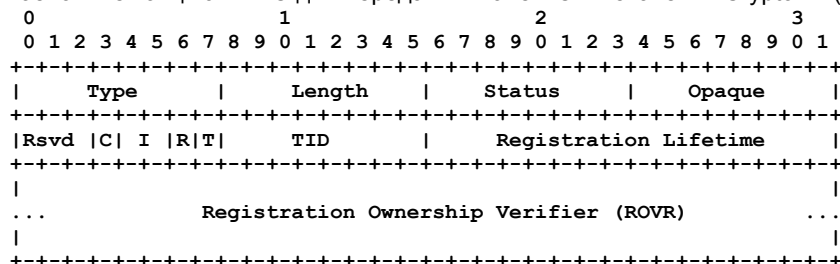 0                   1                   2                   3
 0 1 2 3 4 5 6 7 8 9 0 1 2 3 4 5 6 7 8 9 0 1 2 3 4 5 6 7 8 9 0 1
+-+-+-+-+-+-+-+-+-+-+-+-+-+-+-+-+-+-+-+-+-+-+-+-+-+-+-+-+-+-+-+-+
|     Type      |     Length    |    Status     |    Opaque     |
+-+-+-+-+-+-+-+-+-+-+-+-+-+-+-+-+-+-+-+-+-+-+-+-+-+-+-+-+-+-+-+-+
|Rsvd |C| I |R|T|     TID       |     Registration Lifetime     |
+-+-+-+-+-+-+-+-+-+-+-+-+-+-+-+-+-+-+-+-+-+-+-+-+-+-+-+-+-+-+-+-+
|                                                               |
...            Registration Ownership Verifier (ROVR)         ...
|                                                               |
+-+-+-+-+-+-+-+-+-+-+-+-+-+-+-+-+-+-+-+-+-+-+-+-+-+-+-+-+-+-+-+-+